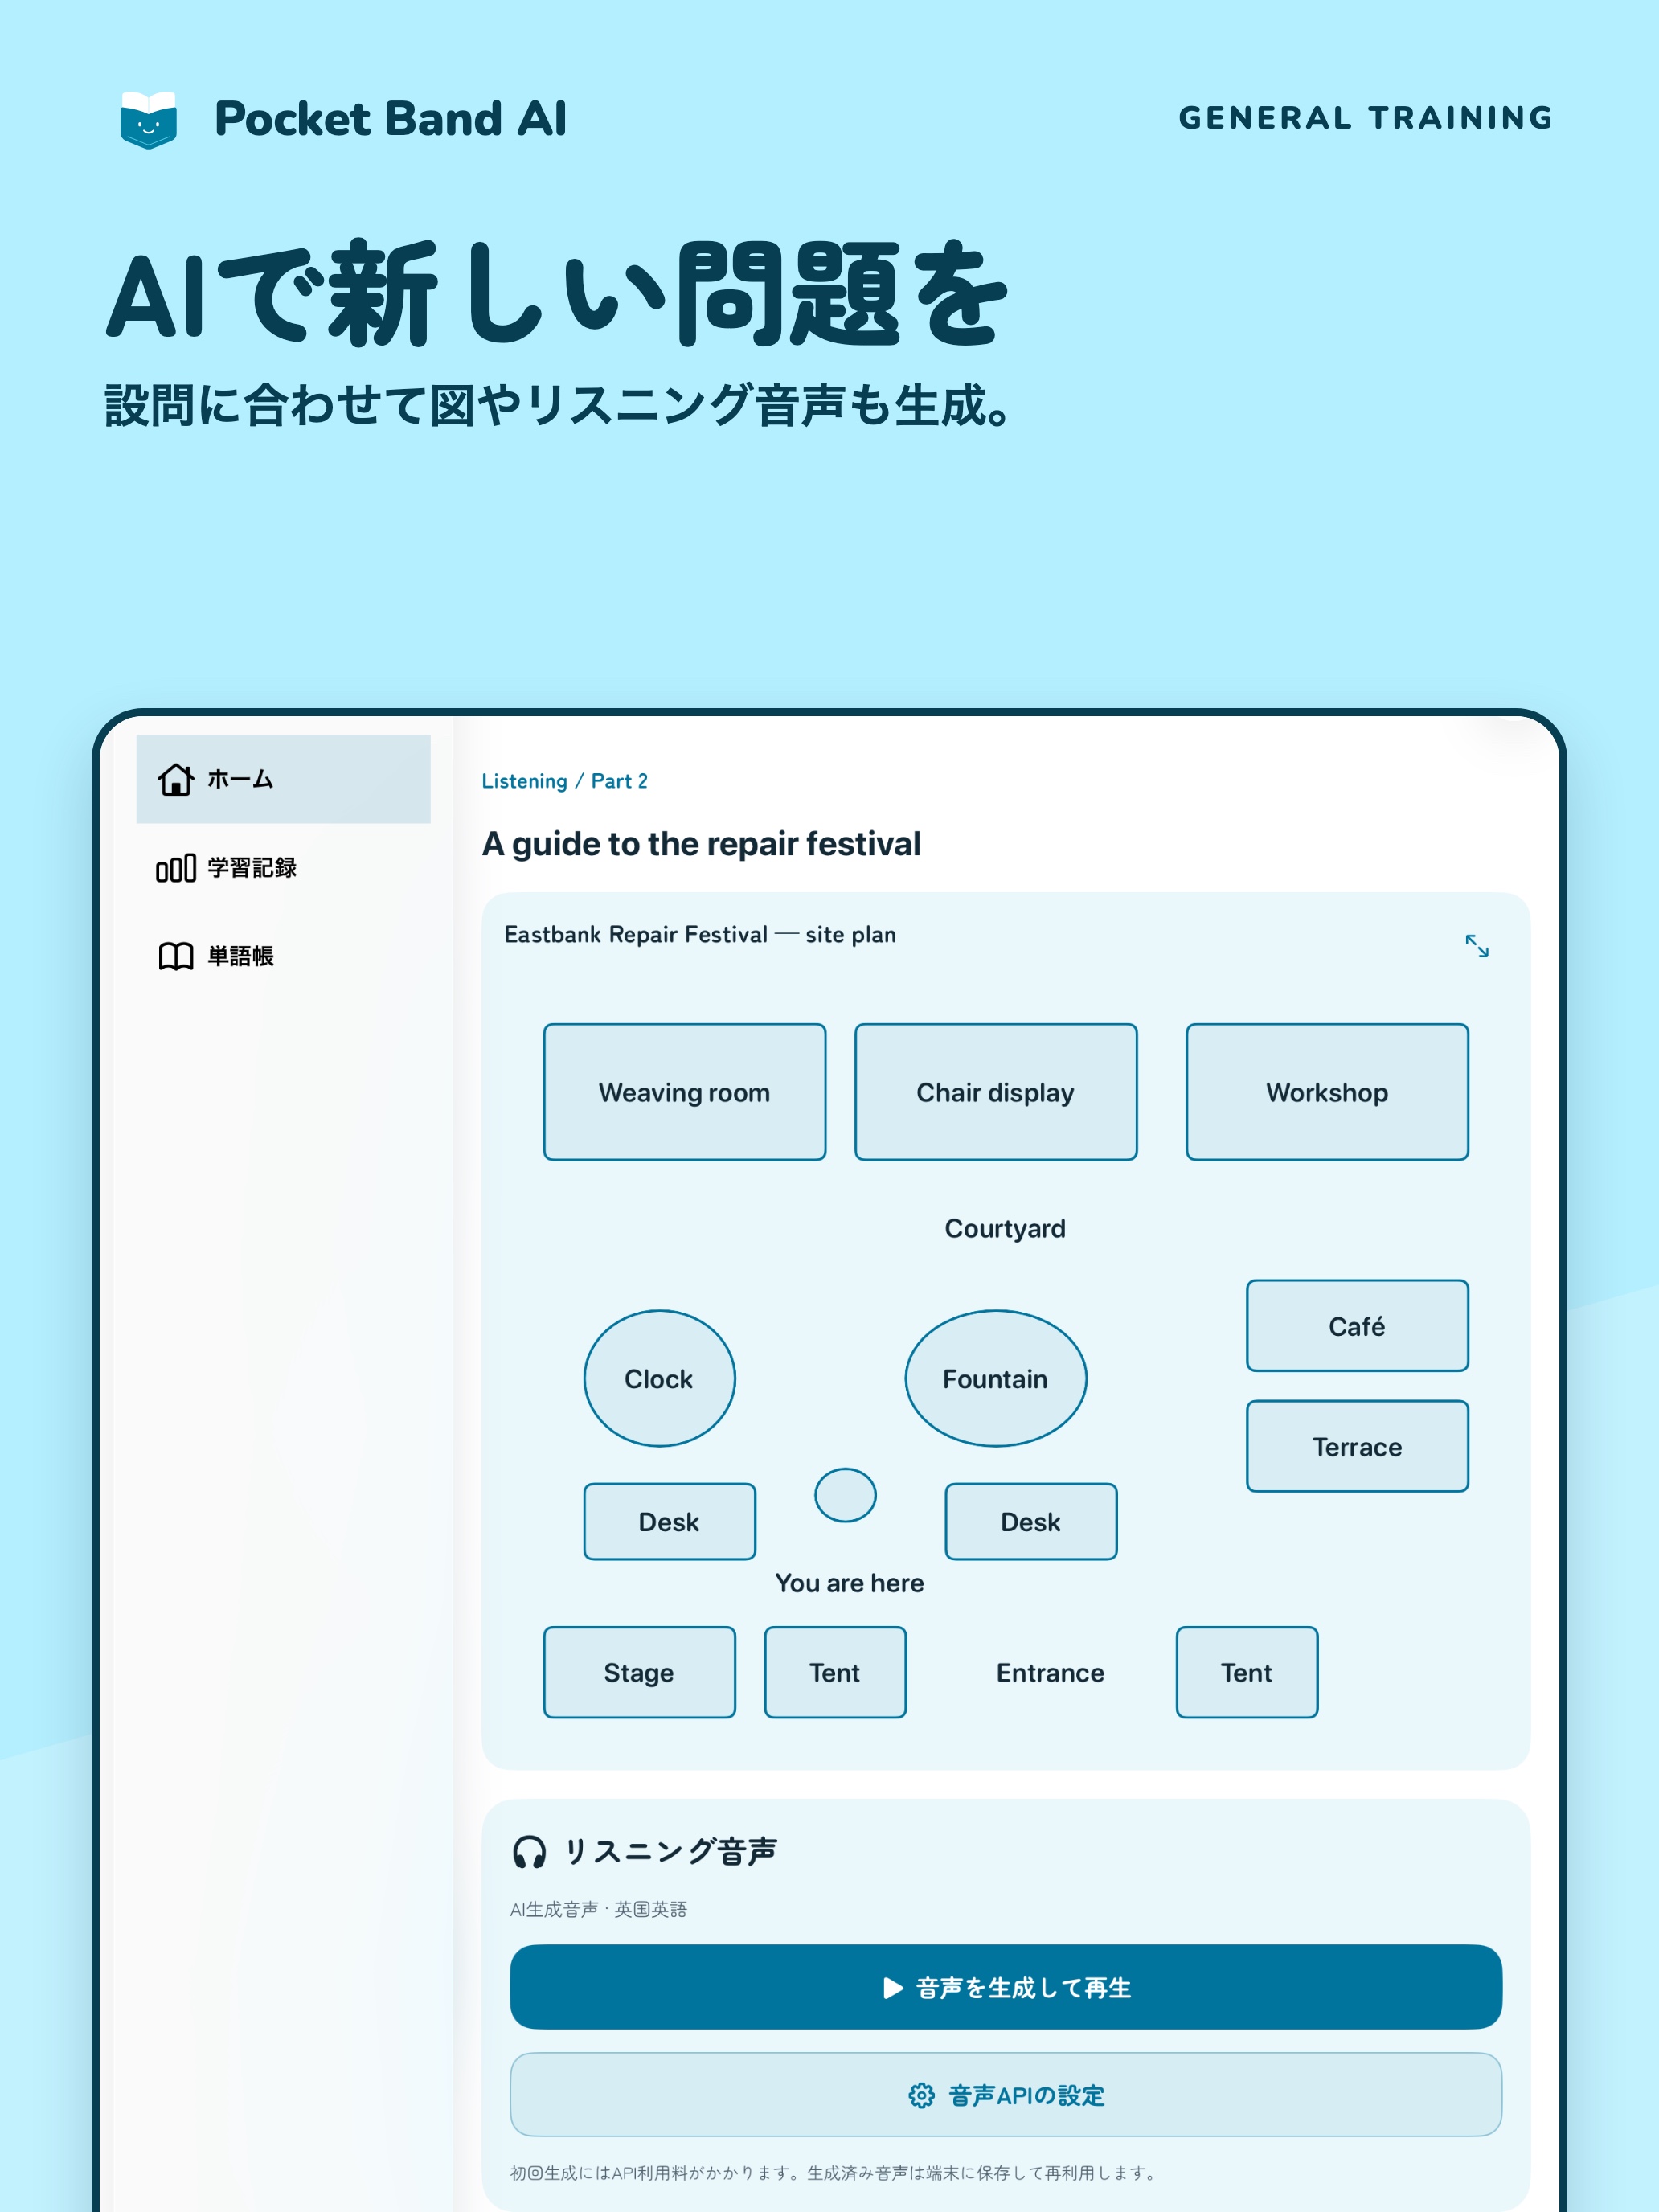 Pocket Band AI
GENERAL TRAINING
AIで新しい問題を
設問に合わせて図やリスニング音声も生成。
ホーム
学習記録
単語帳
Listening / Part 2
A guide to the repair festival
Eastbank Repair Festival — site plan
Weaving room
Chair display
Workshop
Courtyard
Café
Clock
Fountain
Terrace
Desk
Desk
You are here
Stage
Tent
Entrance
Tent
リスニング音声
AI生成音声 · 英国英語
音声を生成して再生
音声APIの設定
初回生成にはAPI利用料がかかります。生成済み音声は端末に保存して再利用します。